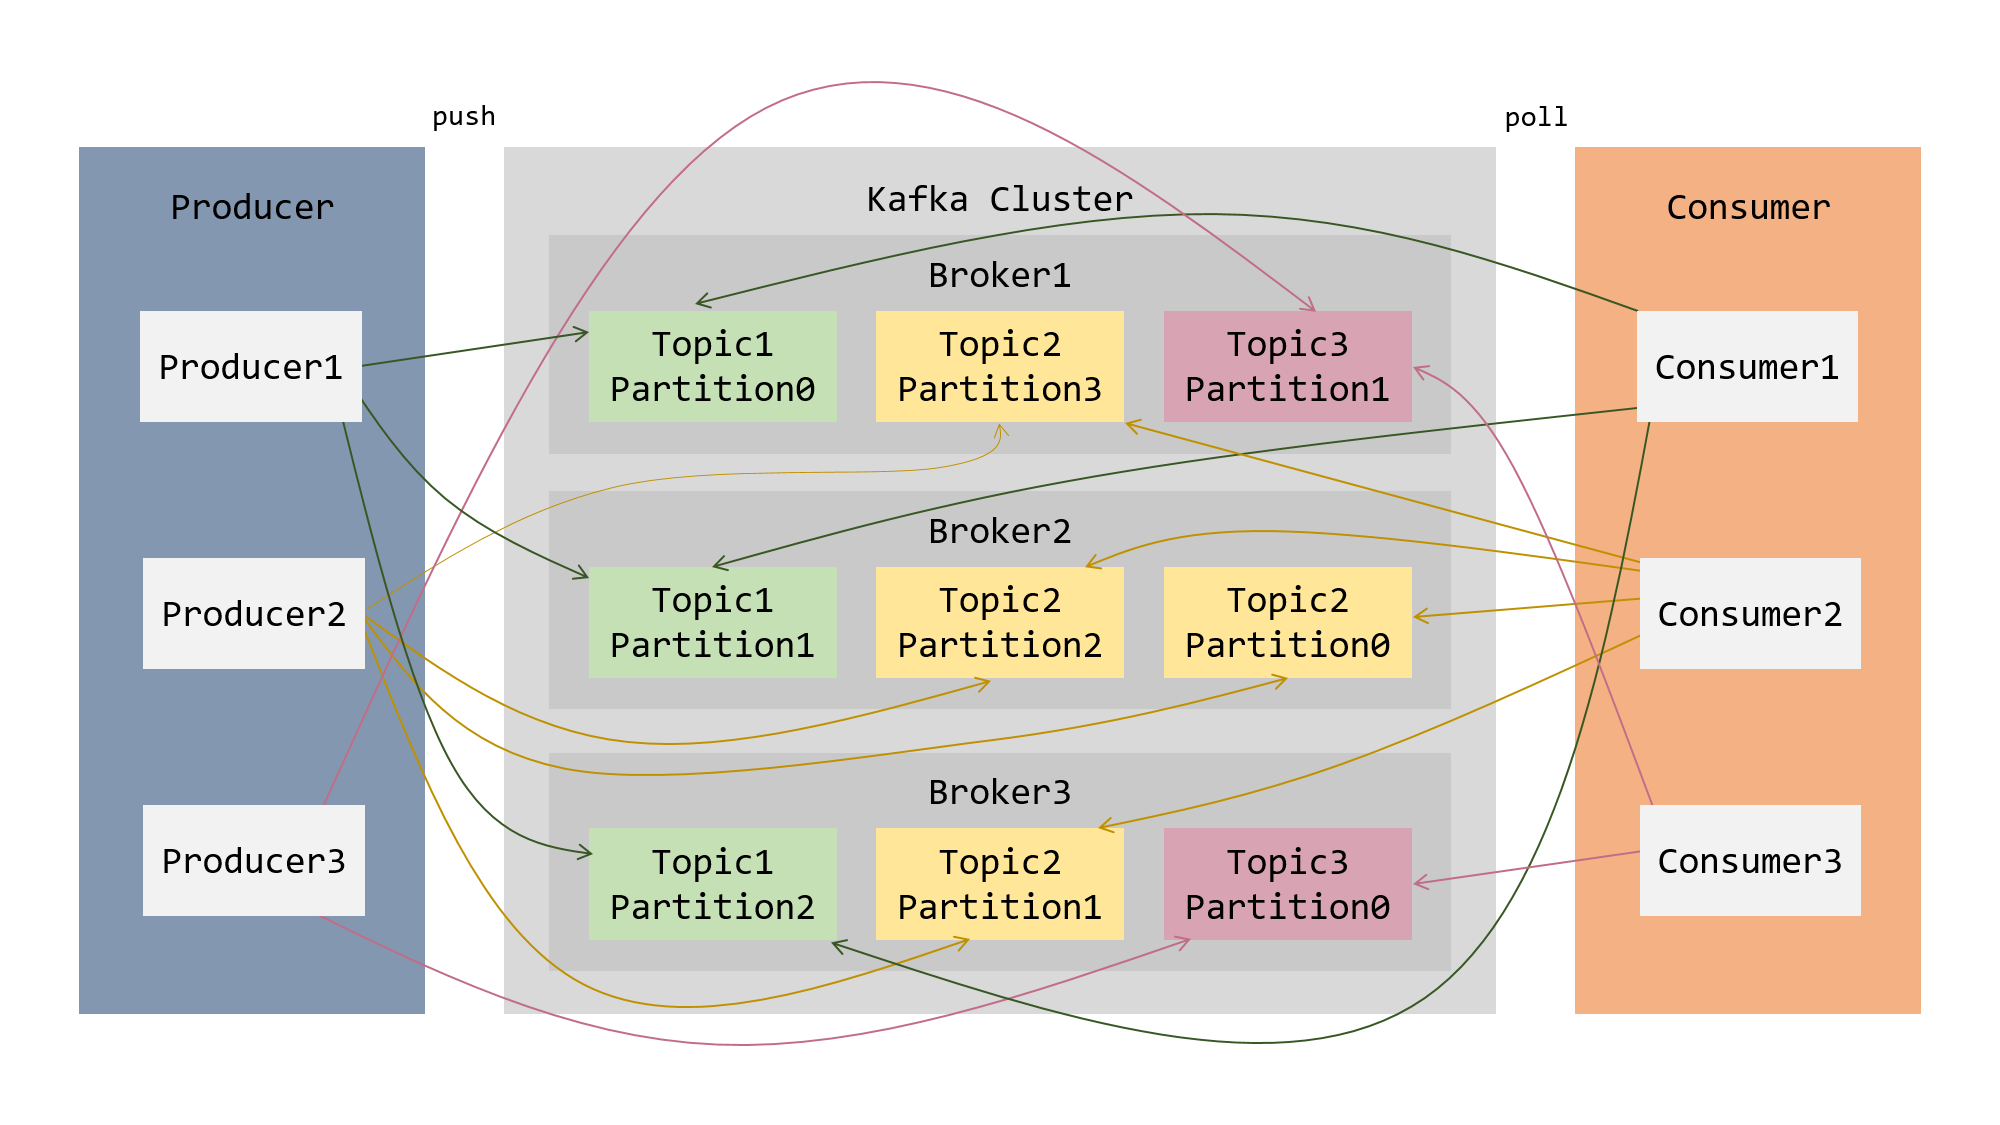 push
poll
Producer
Producer1
Producer2
Producer3
Kafka Cluster
Broker1
Topic1
Partition0
Topic2
Partition3
Topic3
Partition1
Broker2
Topic1
Partition1
Topic2
Partition2
Topic2
Partition0
Broker3
Topic1
Partition2
Topic2
Partition1
Topic3
Partition0
Consumer
Consumer1
Consumer2
Consumer3